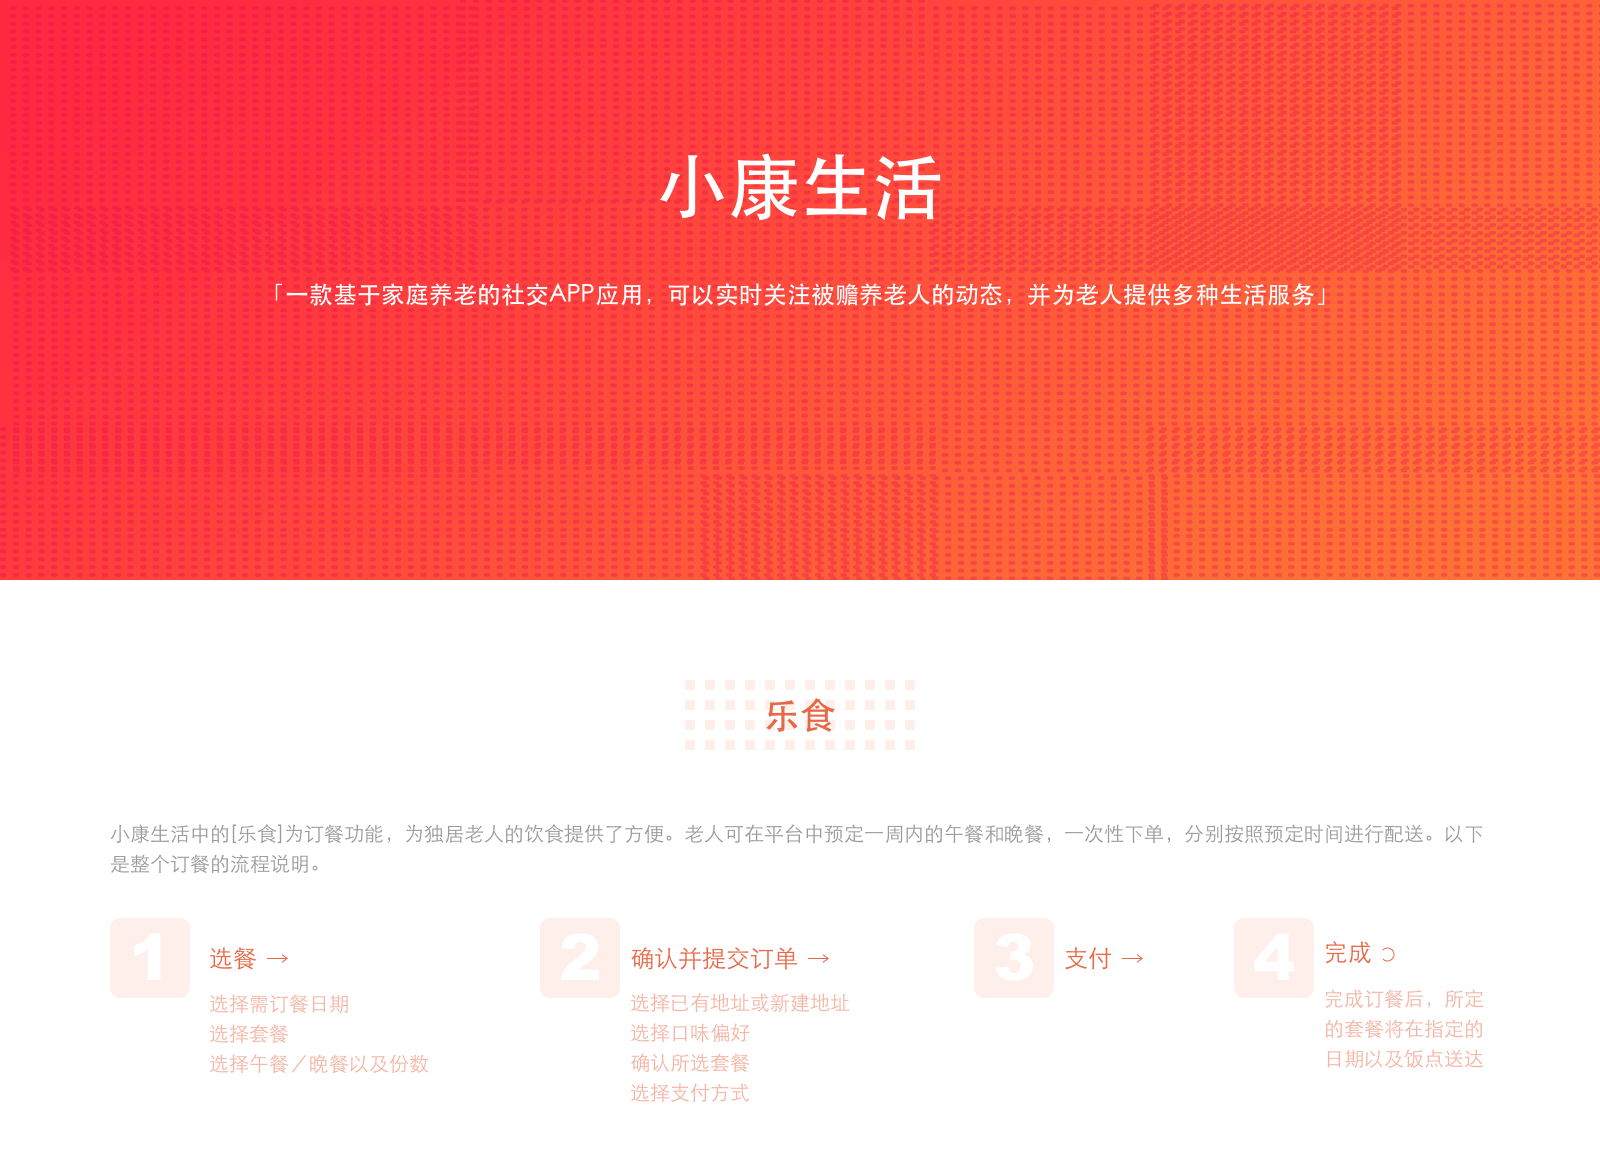 小康生活
「一款基于家庭养老的社交APP应用，可以实时关注被赡养老人的动态，并为老人提供多种生活服务」
乐食
小康生活中的[乐食]为订餐功能，为独居老人的饮食提供了方便。老人可在平台中预定一周内的午餐和晚餐，一次性下单，分别按照预定时间进行配送。以下
是整个订餐的流程说明。
1
选餐 →
选择需订餐日期
选择套餐
选择午餐／晚餐以及份数
2
确认并提交订单 →
选择已有地址或新建地址
选择口味偏好
确认所选套餐
选择支付方式
3
支付 →
4
完成
完成订餐后，所定
的套餐将在指定的
日期以及饭点送达